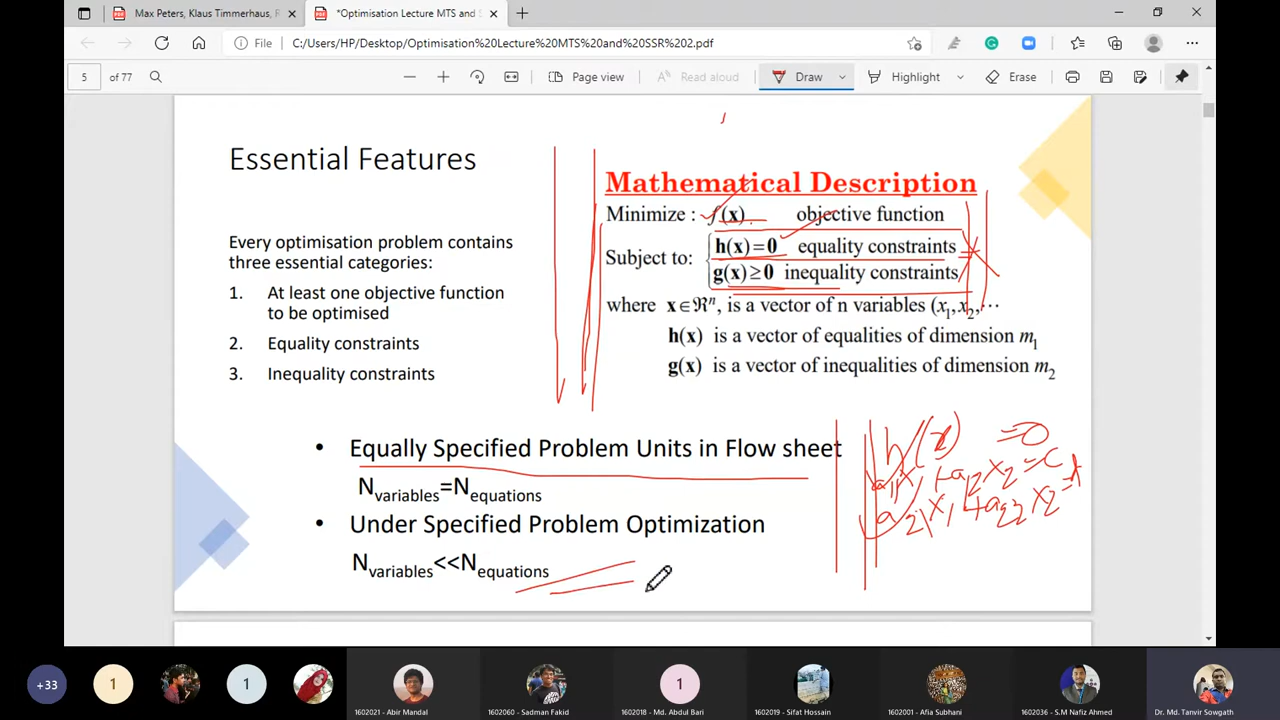 Max Peters, Klaus Timmerhaus, R
*Optimisation Lecture MTS and S
File
C:/Users/HP/Desktop/Optimisation%20Lecture%20MTS%20and%20SSR%202.pdf
5 of 77
Page view
Read aloud
Draw
Highlight
Erase
Essential Features
Every optimisation problem contains
three essential categories:
1. At least one objective function
to be optimised
2. Equality constraints
3. Inequality constraints
Mathematical Description
Minimize : f(x) objective function
Subject to: { h(x)=0 equality constraints
g(x)≥0 inequality constraints
where x∈ℜⁿ, is a vector of n variables (x₁,x₂,⋯
h(x) is a vector of equalities of dimension m₁
g(x) is a vector of inequalities of dimension m₂
• Equally Specified Problem Units in Flow sheet
Nvariables=Nequations
• Under Specified Problem Optimization
Nvariables<<Nequations
h(x) =0
a₁₁x₁+a₁₂x₂=c
a₂₁x₁+a₂₂x₂=d
+33
1
1
1
1602021 - Abir Mandal
1602060 - Sadman Fakid
1602018 - Md. Abdul Bari
1602019 - Sifat Hossain
1602001 - Afia Subhani
1602036 - S.M Nafiz Ahmed
Dr. Md. Tanvir Sowgath